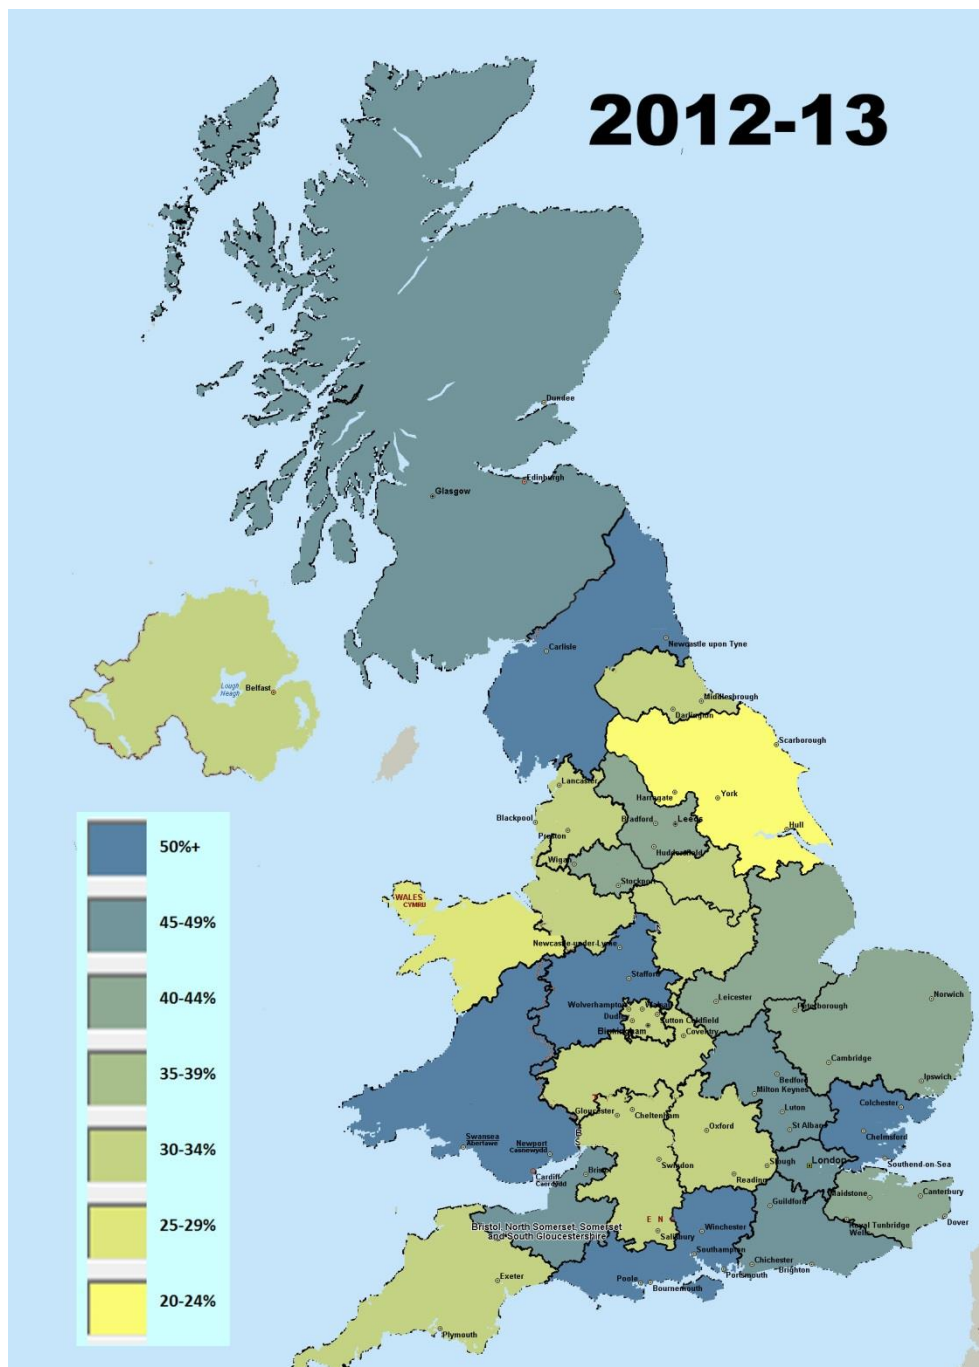 2012-13
Dundee
Edinburgh
Glasgow
Carlisle
Newcastle upon Tyne
Lough
Neagh
Belfast
Middlesbrough
Darlington
Scarborough
Lancaster
Harrogate
York
Blackpool
Bradford
Leeds
Hull
Preston
Huddersfield
Wigan
Stockport
WALES
CYMRU
Newcastle-under-Lyme
Stafford
Leicester
Peterborough
Norwich
Wolverhampton
Walsall
Dudley
Sutton Coldfield
Birmingham
Coventry
Cambridge
Ipswich
Bedford
Milton Keynes
Colchester
Gloucester
Cheltenham
Luton
Oxford
St Albans
Chelmsford
Swansea
Abertawe
Newport
Casnewydd
Southend-on-Sea
Swindon
Slough
London
Cardiff
Caerdydd
Reading
Maidstone
Canterbury
Guildford
Dover
Royal Tunbridge
Wells
E N
Bristol, North Somerset, Somerset
and South Gloucestershire
Salisbury
Winchester
Southampton
Chichester
Brighton
Portsmouth
Exeter
Poole
Bournemouth
Plymouth
50%+
45-49%
40-44%
35-39%
30-34%
25-29%
20-24%